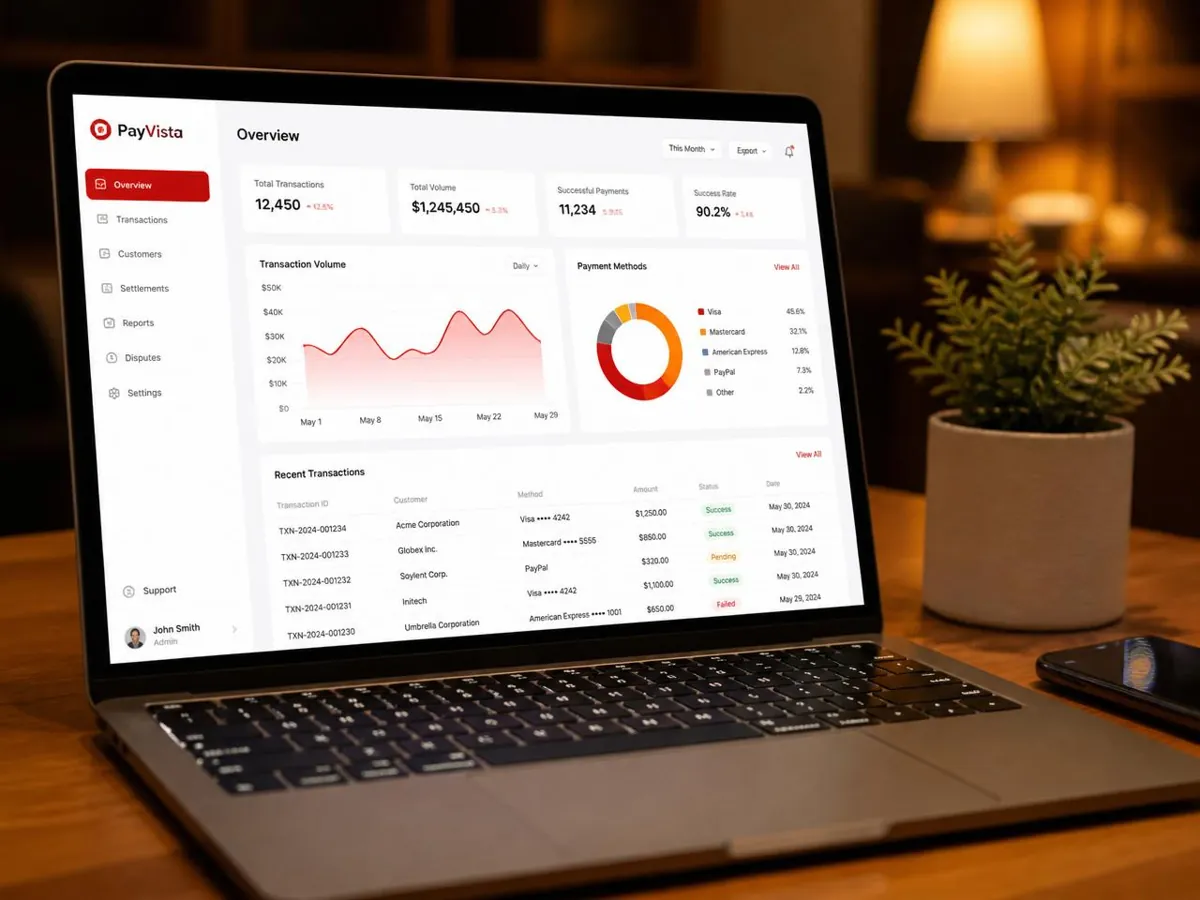 PayVista
Overview
Transactions
Customers
Settlements
Reports
Disputes
Settings
Support
John Smith
Admin
Overview
This Month
Export
Total Transactions
12,450
Total Volume
$1,245,450
Successful Payments
11,234
Success Rate
90.2%
Transaction Volume
Daily
$50K
$40K
$30K
$20K
$10K
$0
May 1 May 8 May 15 May 22 May 29
Payment Methods
View All
Visa 45.6%
Mastercard 32.1%
American Express 12.8%
PayPal 7.3%
Other 2.2%
Recent Transactions
View All
Transaction ID Customer Method Amount Status Date
TXN-2024-001234 Acme Corporation Visa •••• 4242 $1,250.00 Success May 30, 2024
TXN-2024-001233 Globex Inc. Mastercard •••• 5555 $850.00 Success May 30, 2024
TXN-2024-001232 Soylent Corp. PayPal $320.00 Pending May 30, 2024
TXN-2024-001231 Initech Visa •••• 4242 $1,100.00 Success May 30, 2024
TXN-2024-001230 Umbrella Corporation American Express •••• 1001 $650.00 Failed May 29, 2024